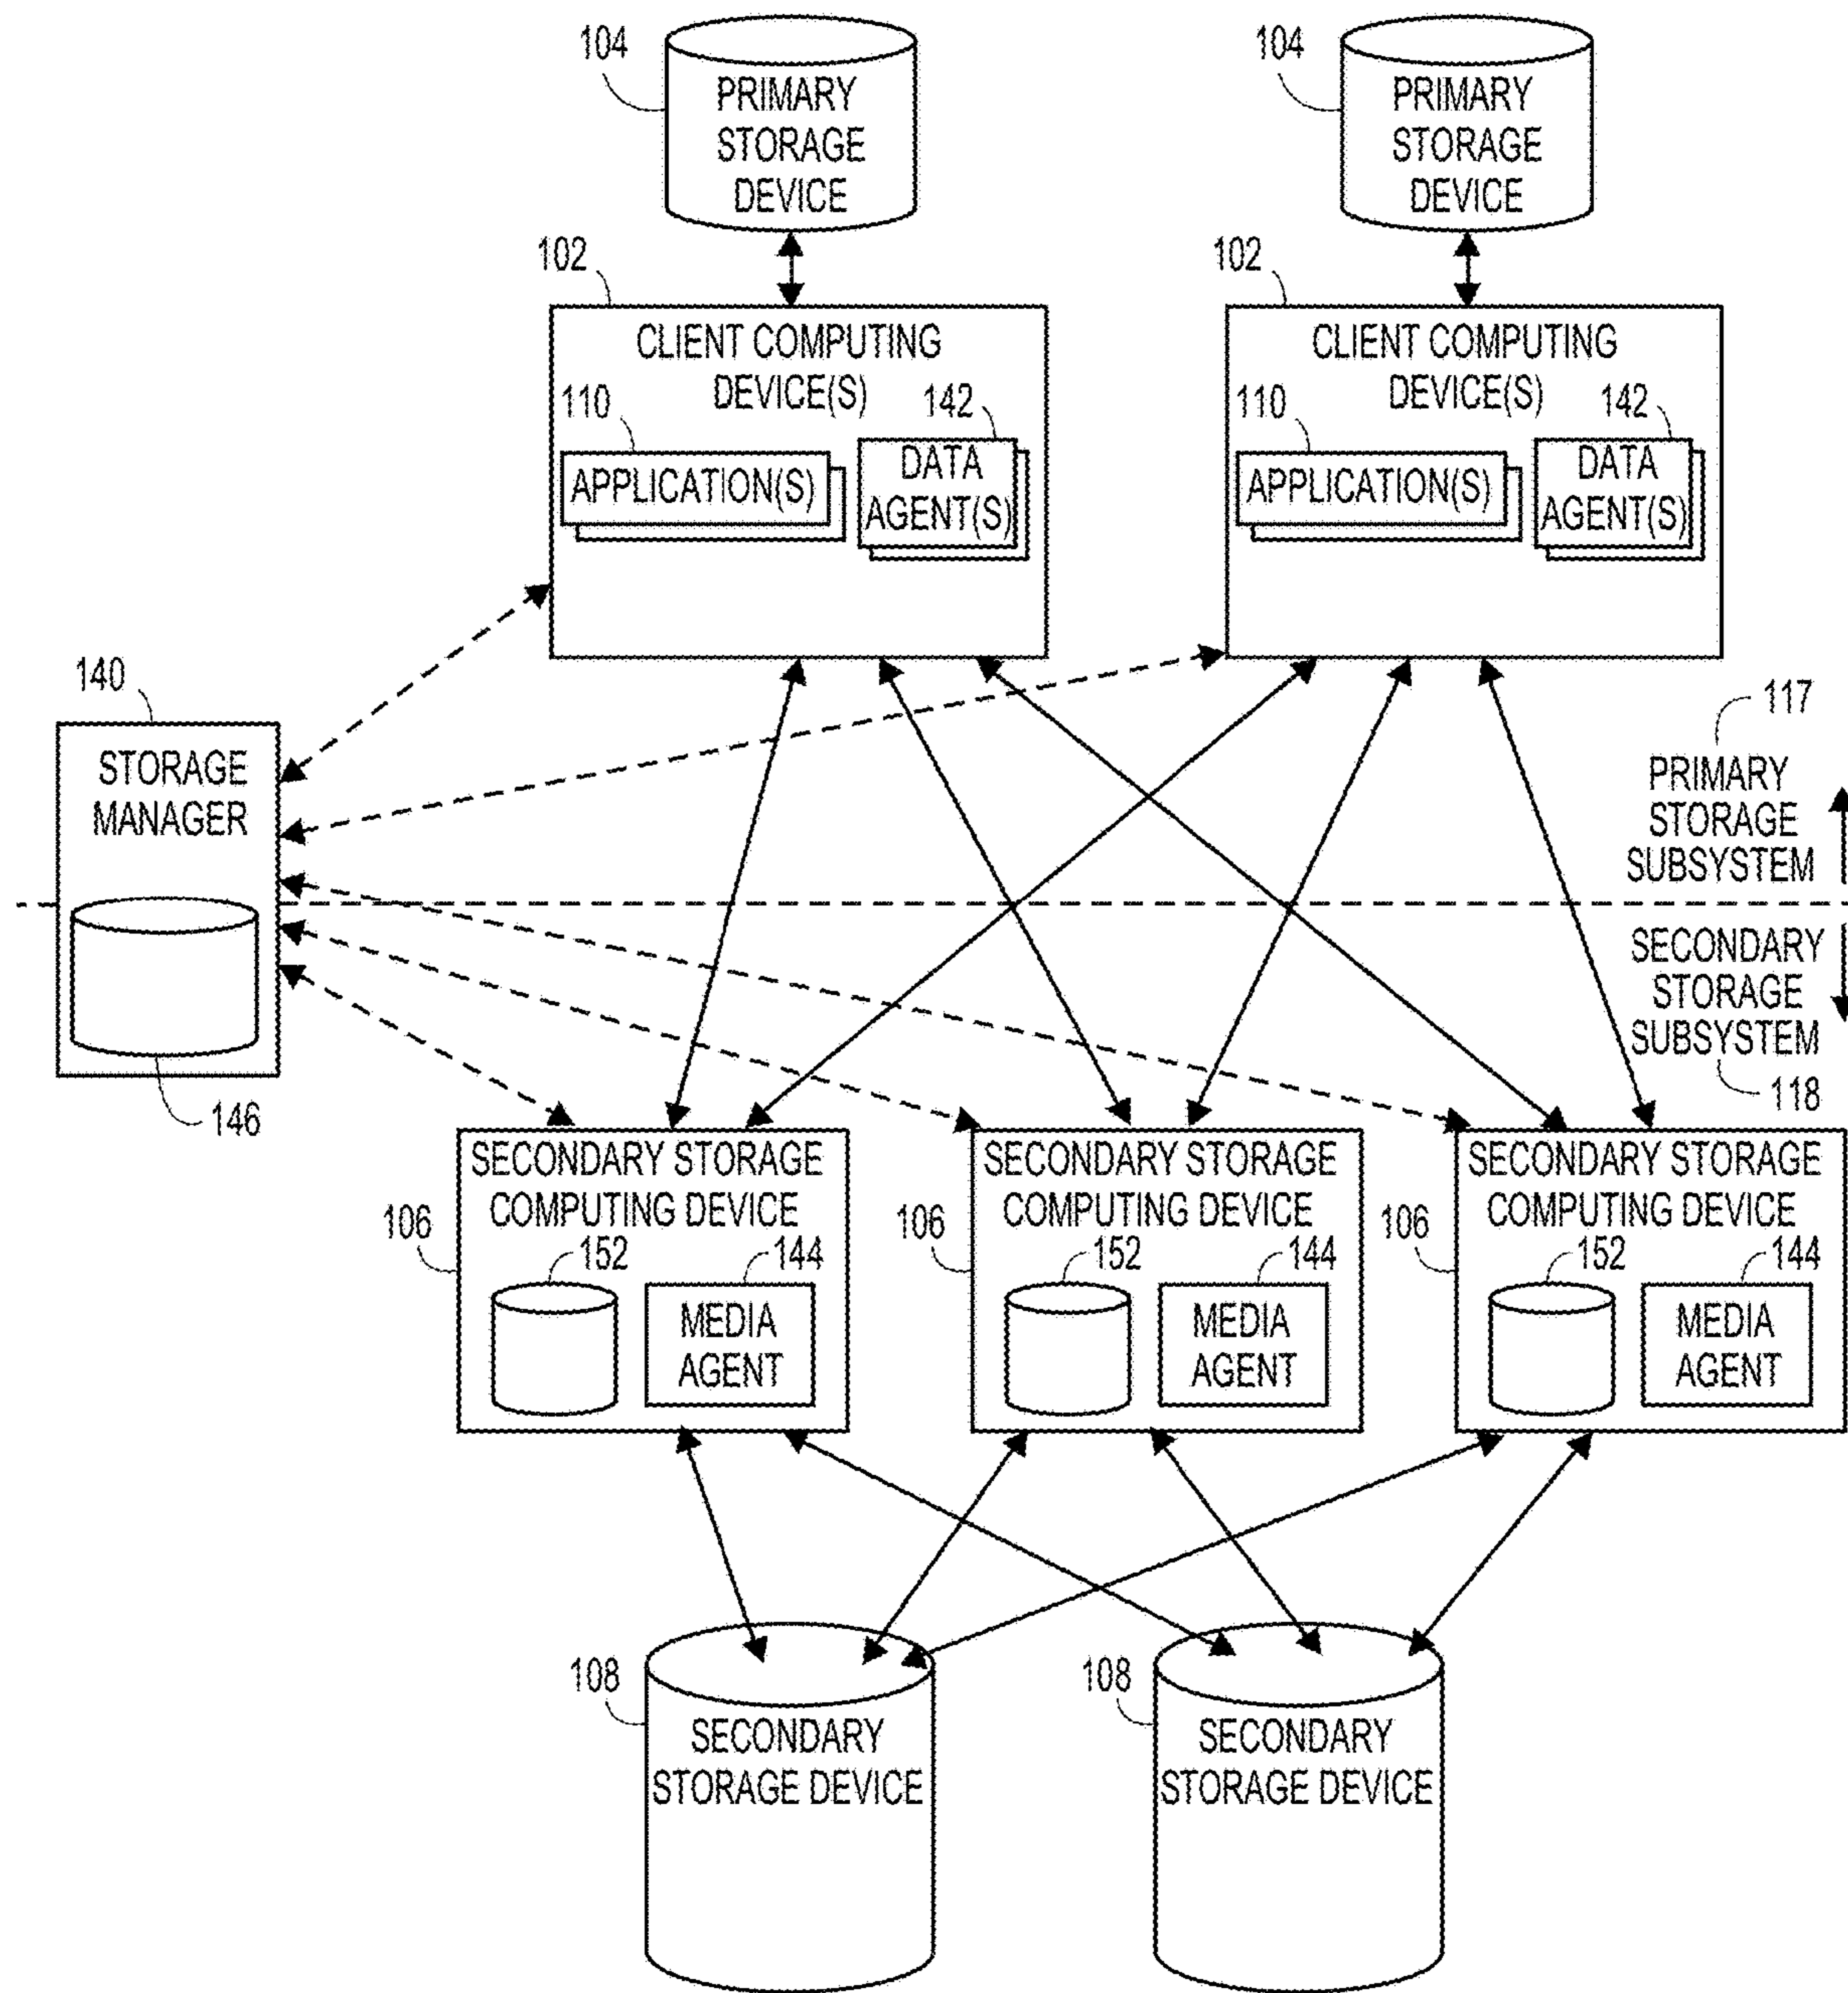 104
PRIMARY
STORAGE
DEVICE
104
PRIMARY
STORAGE
DEVICE
102
CLIENT COMPUTING
DEVICE(S)
110
142
APPLICATION(S)
DATA
AGENT(S)
102
CLIENT COMPUTING
DEVICE(S)
110
142
APPLICATION(S)
DATA
AGENT(S)
140
STORAGE
MANAGER
146
117
PRIMARY
STORAGE
SUBSYSTEM
SECONDARY
STORAGE
SUBSYSTEM
118
106
SECONDARY STORAGE
COMPUTING DEVICE
152
144
MEDIA
AGENT
106
SECONDARY STORAGE
COMPUTING DEVICE
152
144
MEDIA
AGENT
106
SECONDARY STORAGE
COMPUTING DEVICE
152
144
MEDIA
AGENT
108
SECONDARY
STORAGE DEVICE
108
SECONDARY
STORAGE DEVICE